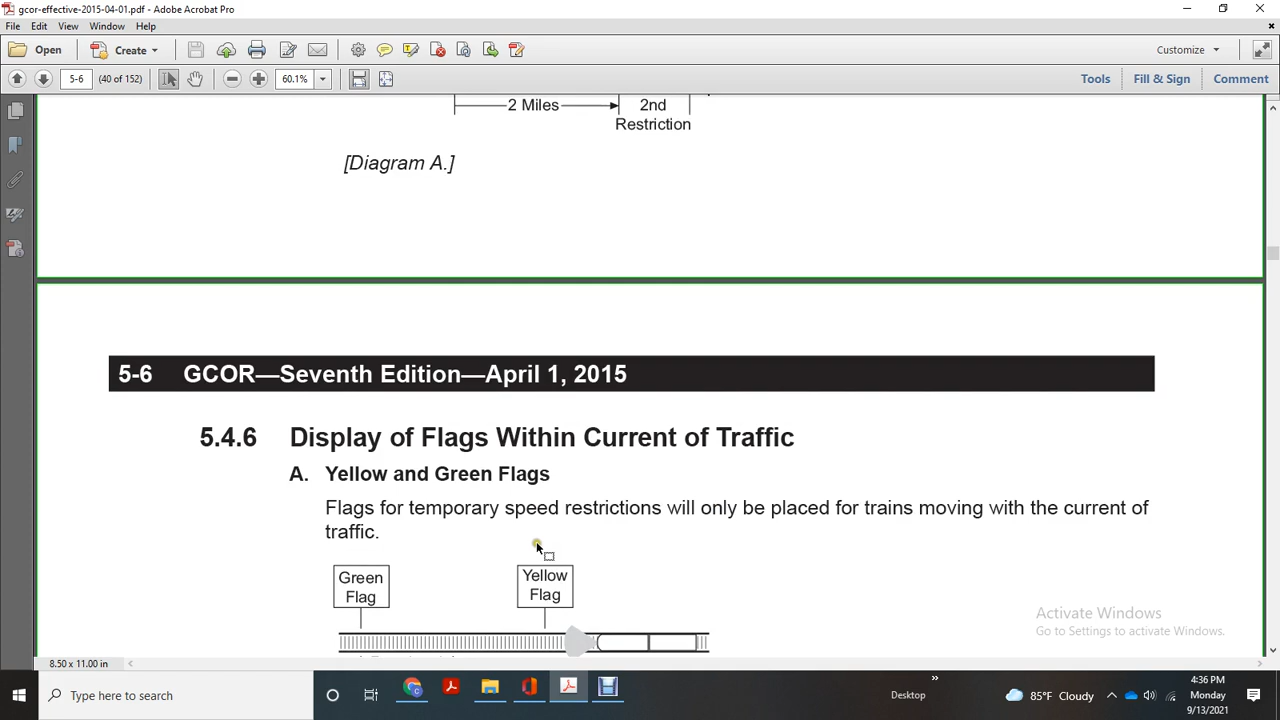 gcor-effective-2015-04-01.pdf - Adobe Acrobat Pro
File Edit View Window Help
Open Create Customize
5-6 (40 of 152) 60.1% Tools Fill & Sign Comment
2 Miles 2nd
Restriction
[Diagram A.]
5-6 GCOR—Seventh Edition—April 1, 2015
5.4.6 Display of Flags Within Current of Traffic
A. Yellow and Green Flags
Flags for temporary speed restrictions will only be placed for trains moving with the current of
traffic.
Green
Flag
Yellow
Flag
Activate Windows
Go to Settings to activate Windows.
8.50 x 11.00 in
Type here to search
Desktop
85°F Cloudy
4:36 PM
Monday
9/13/2021